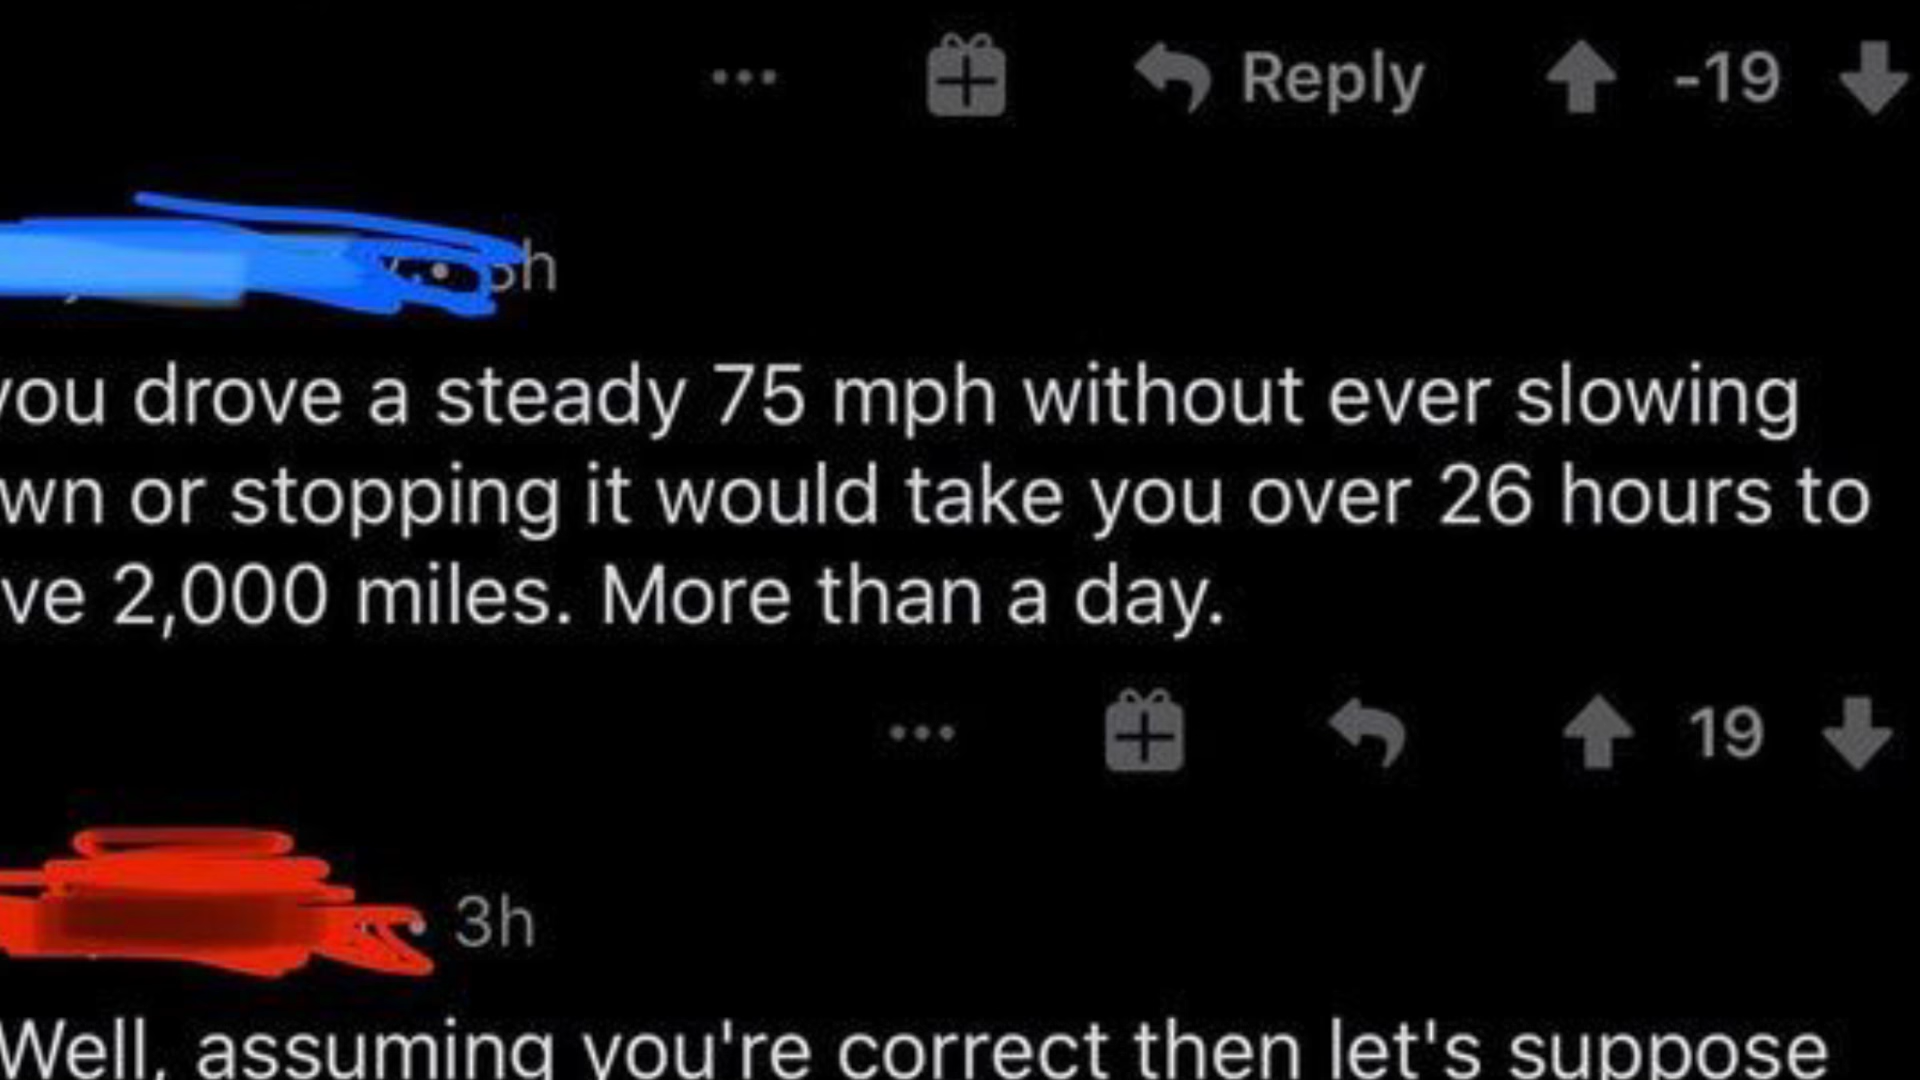 Reply -19
h
you drove a steady 75 mph without ever slowing
wn or stopping it would take you over 26 hours to
ve 2,000 miles. More than a day.
19
3h
Well, assuming you're correct then let's suppose